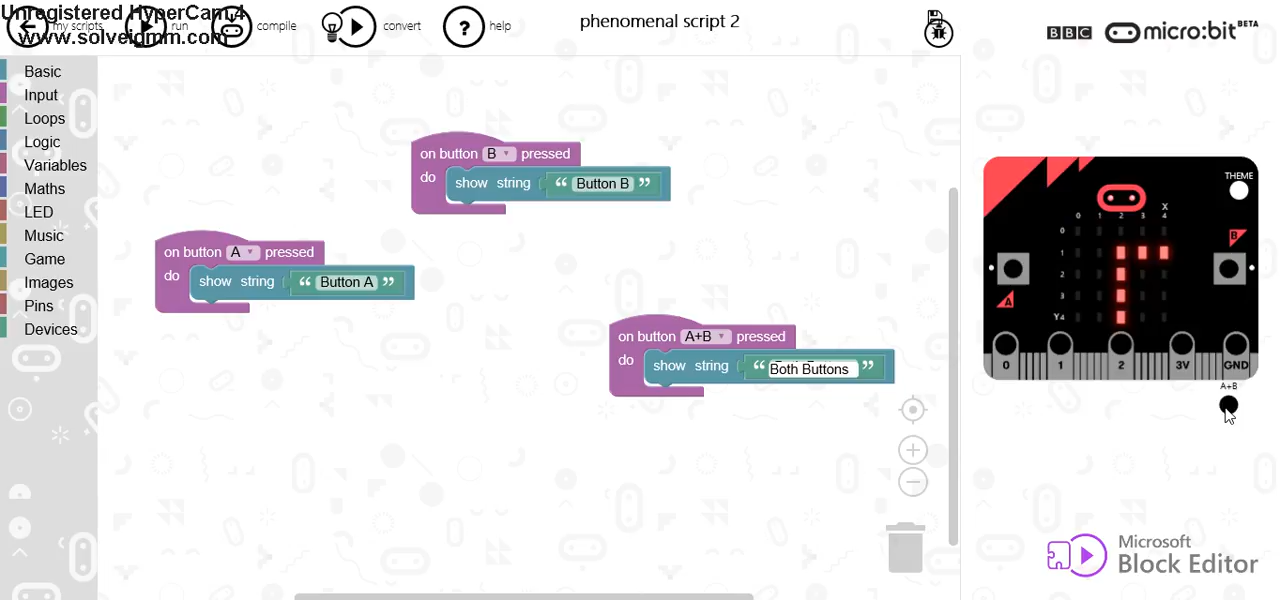 Unregistered HyperCam 4
www.solveigmm.com
my scripts
run
compile
convert
? help
phenomenal script 2
BBC micro:bit BETA
Basic
Input
Loops
Logic
Variables
Maths
LED
Music
Game
Images
Pins
Devices
on button B pressed
do show string “ Button B ”
on button A pressed
do show string “ Button A ”
on button A+B pressed
do show string “ Both Buttons ”
THEME
X
0 1 2 3 4
0
1
2
3
Y 4
A
B
0 1 2 3V GND
A+B
Microsoft
Block Editor